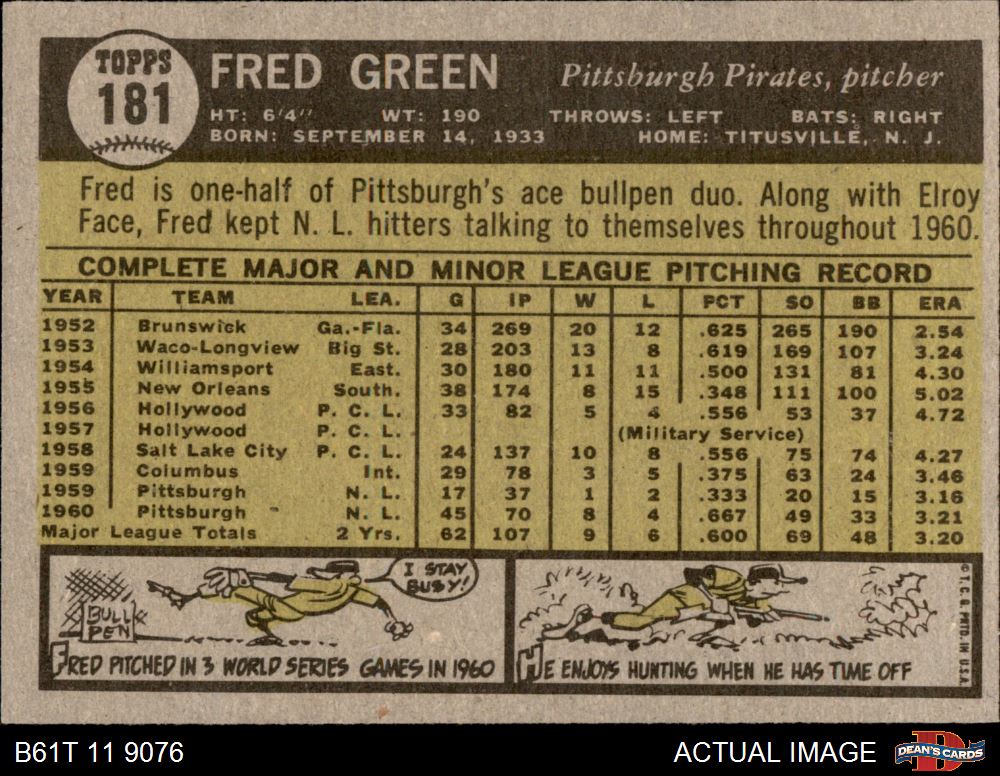 TOPPS
181
FRED GREEN
Pittsburgh Pirates, pitcher
HT: 6'4" WT: 190 THROWS: LEFT BATS: RIGHT
BORN: SEPTEMBER 14, 1933 HOME: TITUSVILLE, N. J.
Fred is one-half of Pittsburgh's ace bullpen duo. Along with Elroy
Face, Fred kept N. L. hitters talking to themselves throughout 1960.
COMPLETE MAJOR AND MINOR LEAGUE PITCHING RECORD
YEAR TEAM LEA. G IP W L PCT SO BB ERA
1952 Brunswick Ga.-Fla. 34 269 20 12 .625 265 190 2.54
1953 Waco-Longview Big St. 28 203 13 8 .619 169 107 3.24
1954 Williamsport East. 30 180 11 11 .500 131 81 4.30
1955 New Orleans South. 38 174 8 15 .348 111 100 5.02
1956 Hollywood P. C. L. 33 82 5 4 .556 53 37 4.72
1957 Hollywood P. C. L. (Military Service)
1958 Salt Lake City P. C. L. 24 137 10 8 .556 75 74 4.27
1959 Columbus Int. 29 78 3 5 .375 63 24 3.46
1959 Pittsburgh N. L. 17 37 1 2 .333 20 15 3.16
1960 Pittsburgh N. L. 45 70 8 4 .667 49 33 3.21
Major League Totals 2 Yrs. 62 107 9 6 .600 69 48 3.20
I STAY
BUSY!
BULL
PEN
FRED PITCHED IN 3 WORLD SERIES GAMES IN 1960
HE ENJOYS HUNTING WHEN HE HAS TIME OFF
© T. C. G. PRTD. IN U.S.A.
B61T 11 9076
ACTUAL IMAGE
D
DEAN'S CARDS